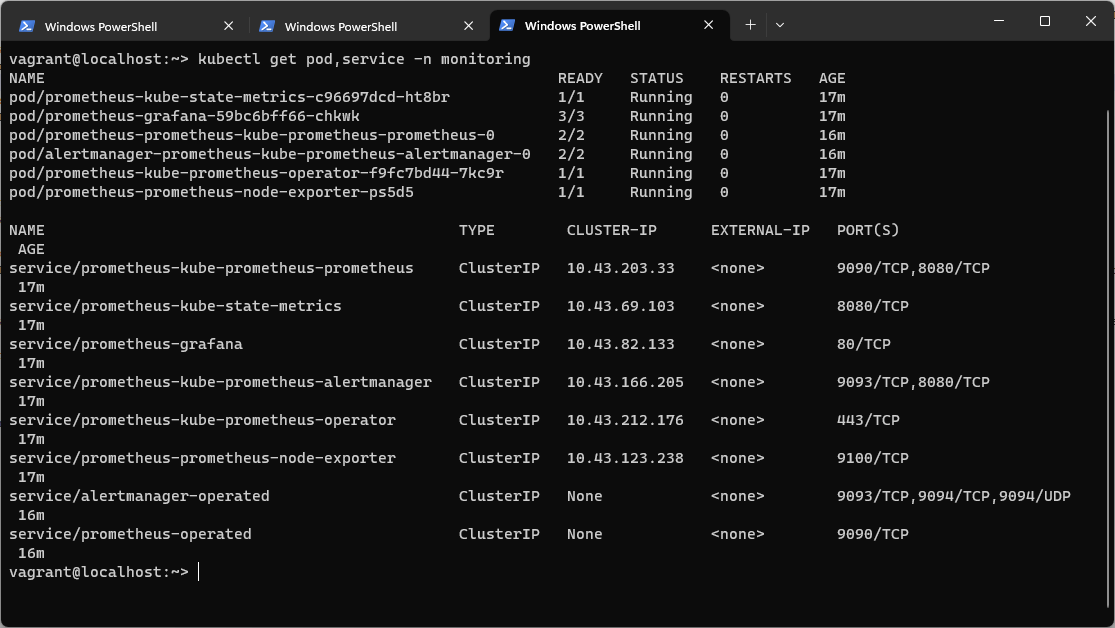 Windows PowerShell
Windows PowerShell
Windows PowerShell
vagrant@localhost:~> kubectl get pod,service -n monitoring
NAME READY STATUS RESTARTS AGE
pod/prometheus-kube-state-metrics-c96697dcd-ht8br 1/1 Running 0 17m
pod/prometheus-grafana-59bc6bff66-chkwk 3/3 Running 0 17m
pod/prometheus-prometheus-kube-prometheus-prometheus-0 2/2 Running 0 16m
pod/alertmanager-prometheus-kube-prometheus-alertmanager-0 2/2 Running 0 16m
pod/prometheus-kube-prometheus-operator-f9fc7bd44-7kc9r 1/1 Running 0 17m
pod/prometheus-prometheus-node-exporter-ps5d5 1/1 Running 0 17m
NAME TYPE CLUSTER-IP EXTERNAL-IP PORT(S)
AGE
service/prometheus-kube-prometheus-prometheus ClusterIP 10.43.203.33 <none> 9090/TCP,8080/TCP
17m
service/prometheus-kube-state-metrics ClusterIP 10.43.69.103 <none> 8080/TCP
17m
service/prometheus-grafana ClusterIP 10.43.82.133 <none> 80/TCP
17m
service/prometheus-kube-prometheus-alertmanager ClusterIP 10.43.166.205 <none> 9093/TCP,8080/TCP
17m
service/prometheus-kube-prometheus-operator ClusterIP 10.43.212.176 <none> 443/TCP
17m
service/prometheus-prometheus-node-exporter ClusterIP 10.43.123.238 <none> 9100/TCP
17m
service/alertmanager-operated ClusterIP None <none> 9093/TCP,9094/TCP,9094/UDP
16m
service/prometheus-operated ClusterIP None <none> 9090/TCP
16m
vagrant@localhost:~>